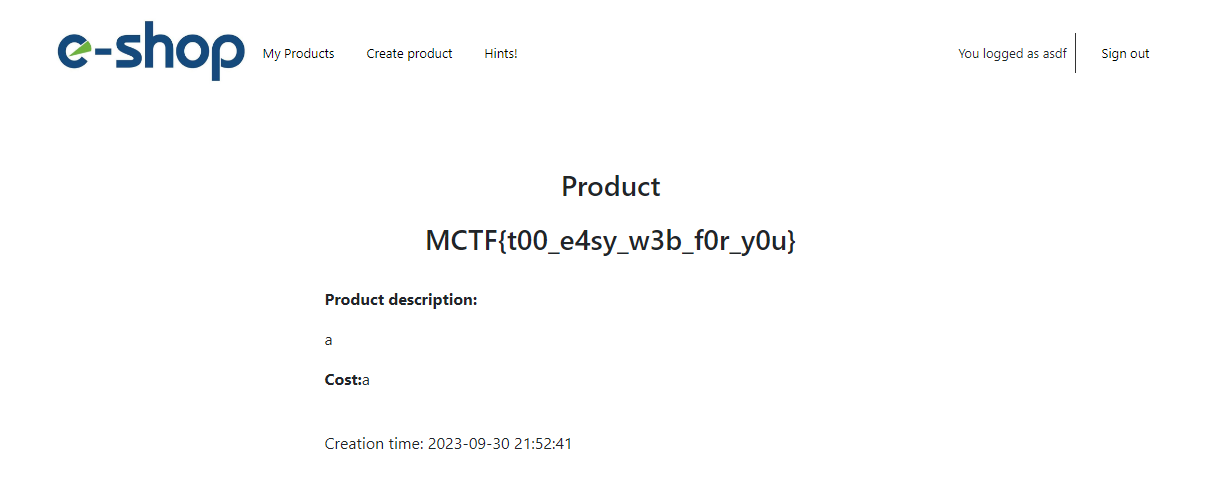 e-shop My Products Create product Hints! You logged as asdf Sign out
Product
MCTF{t00_e4sy_w3b_f0r_y0u}
Product description:
a
Cost:a
Creation time: 2023-09-30 21:52:41